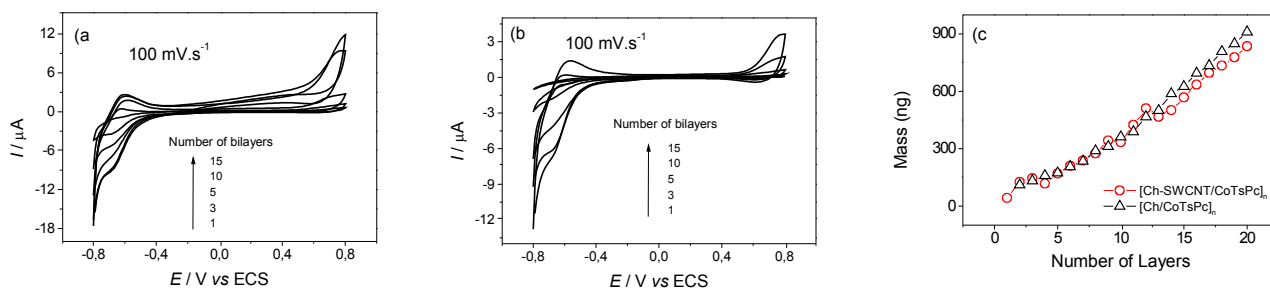 (a
100 mV.s⁻¹
12
6
0
-6
-12
-18
I / µA
Number of bilayers
15
10
5
3
1
-0,8
-0,4
0,0
0,4
0,8
E / V vs ECS
(b
100 mV.s⁻¹
3
0
-3
-6
-9
-12
I / µA
Number of bilayers
15
10
5
3
1
-0,8
-0,4
0,0
0,4
0,8
E / V vs ECS
(c
900
600
300
0
Mass (ng)
[Ch-SWCNT/CoTsPc]ₙ
[Ch/CoTsPc]ₙ
0
5
10
15
20
Number of Layers